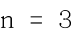 n = 3